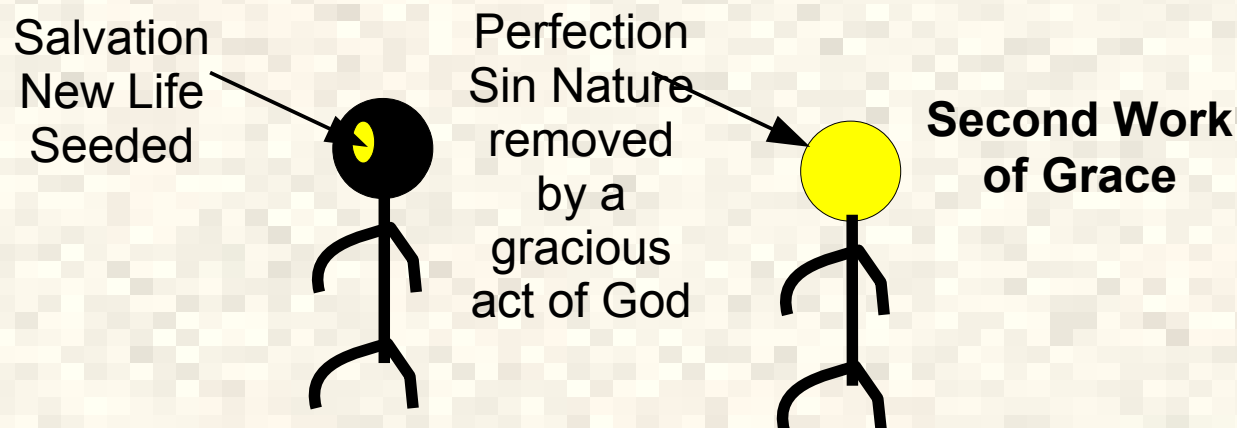 Salvation
New Life
Seeded
Perfection
Sin Nature
removed
by a
gracious
act of God
Second Work
of Grace